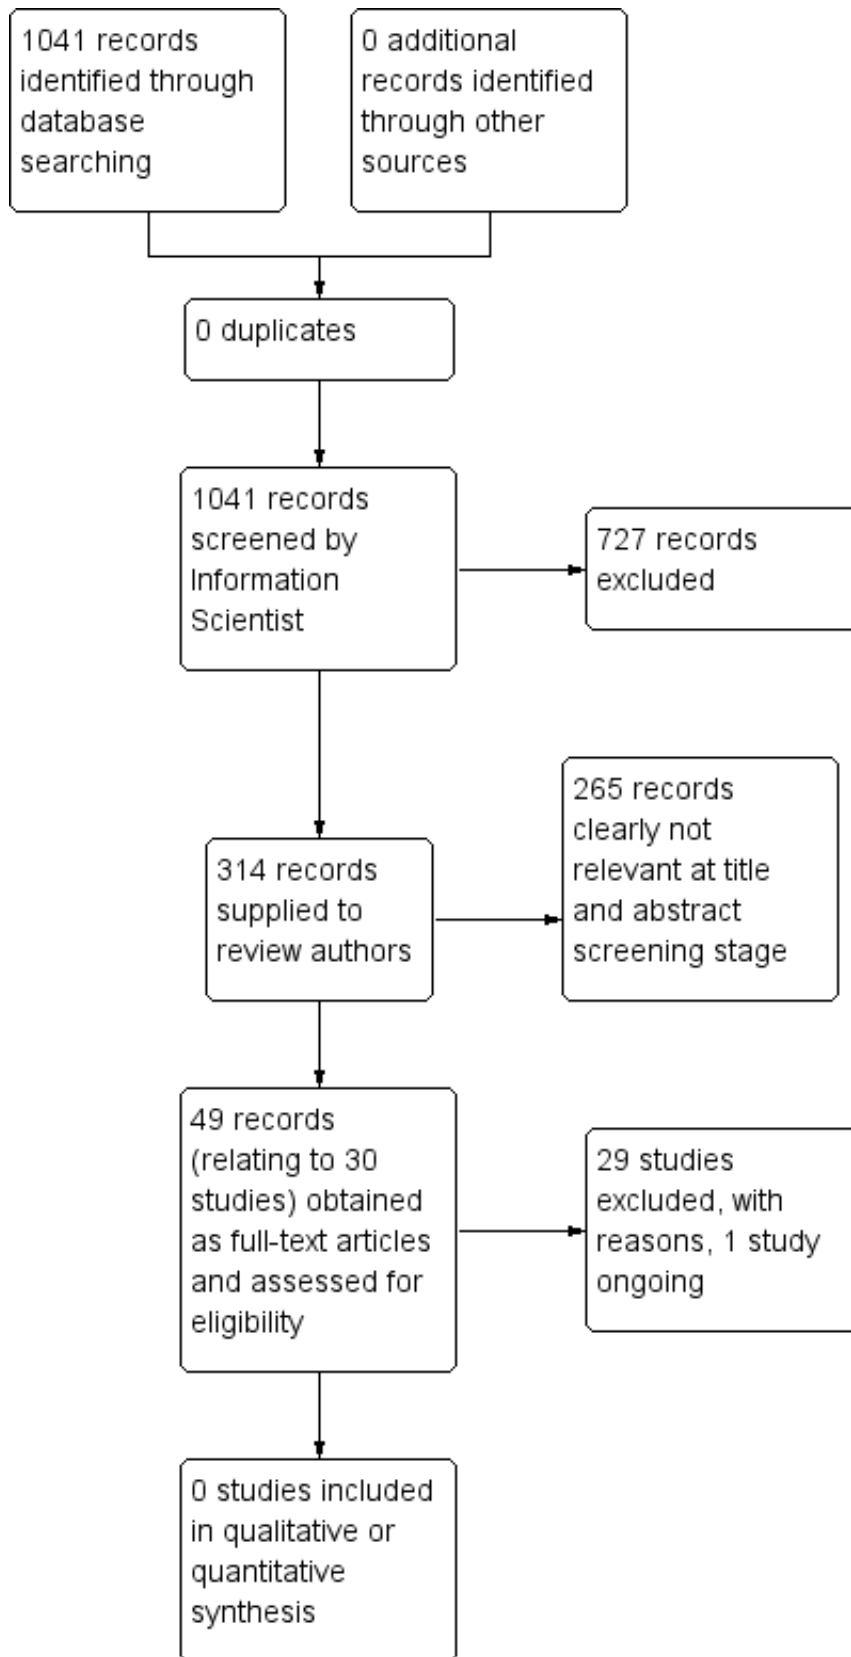 1041 records
identified through
database
searching
0 additional
records identified
through other
sources
0 duplicates
1041 records
screened by
Information
Scientist
727 records
excluded
314 records
supplied to
review authors
265 records
clearly not
relevant at title
and abstract
screening stage
49 records
(relating to 30
studies) obtained
as full-text articles
and assessed for
eligibility
29 studies
excluded, with
reasons, 1 study
ongoing
0 studies included
in qualitative or
quantitative
synthesis